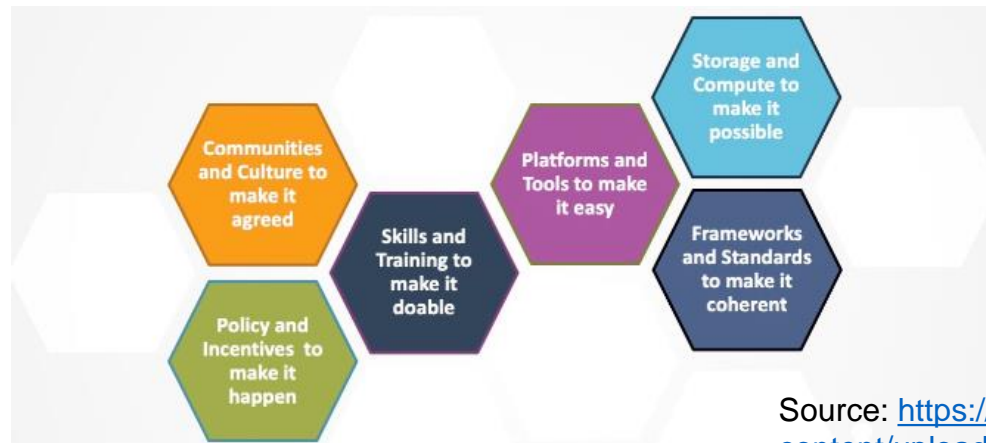 Communities
and Culture to
make it
agreed
Policy and
Incentives to
make it
happen
Skills and
Training to
make it
doable
Platforms and
Tools to make
it easy
Storage and
Compute to
make it
possible
Frameworks
and Standards
to make it
coherent
Source: https:/